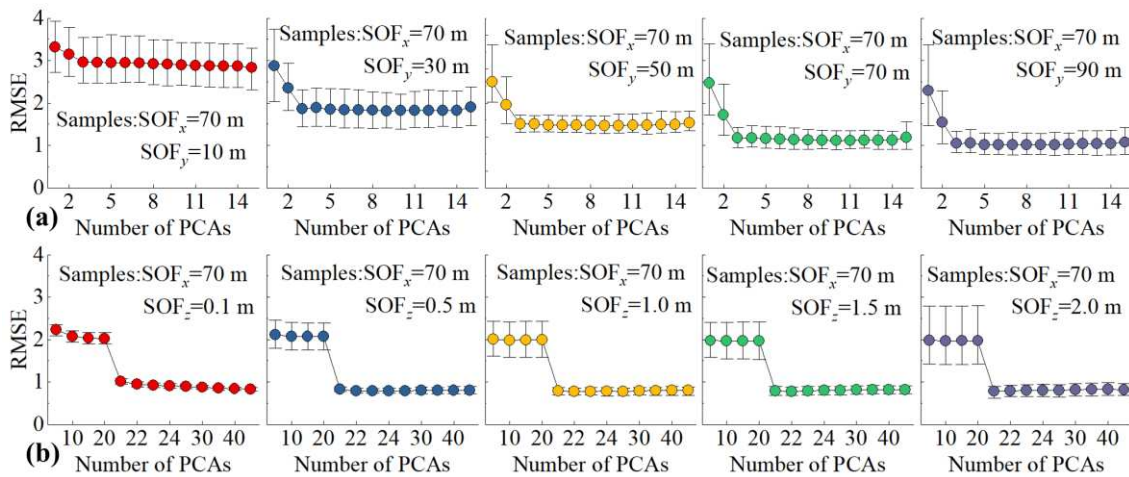 4
3
2
1
0
RMSE
Samples:SOFx=70 m
SOFy=10 m
Samples:SOFx=70 m
SOFy=30 m
Samples:SOFx=70 m
SOFy=50 m
Samples:SOFx=70 m
SOFy=70 m
Samples:SOFx=70 m
SOFy=90 m
2 5 8 11 14
2 5 8 11 14
2 5 8 11 14
2 5 8 11 14
2 5 8 11 14
(a)
Number of PCAs
Number of PCAs
Number of PCAs
Number of PCAs
Number of PCAs
4
3
2
1
0
RMSE
Samples:SOFx=70 m
SOFz=0.1 m
Samples:SOFx=70 m
SOFz=0.5 m
Samples:SOFx=70 m
SOFz=1.0 m
Samples:SOFx=70 m
SOFz=1.5 m
Samples:SOFx=70 m
SOFz=2.0 m
10 20 22 24 30 40
10 20 22 24 30 40
10 20 22 24 30 40
10 20 22 24 30 40
10 20 22 24 30 40
(b)
Number of PCAs
Number of PCAs
Number of PCAs
Number of PCAs
Number of PCAs